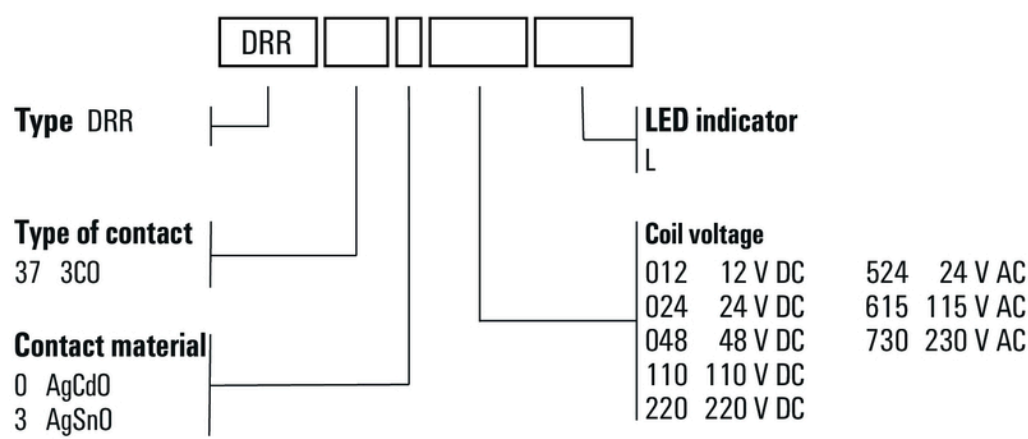 DRR
Type DRR
LED indicator
L
Type of contact
37 3CO
Coil voltage
012 12 V DC 524 24 V AC
024 24 V DC 615 115 V AC
048 48 V DC 730 230 V AC
110 110 V DC
220 220 V DC
Contact material
0 AgCdO
3 AgSnO